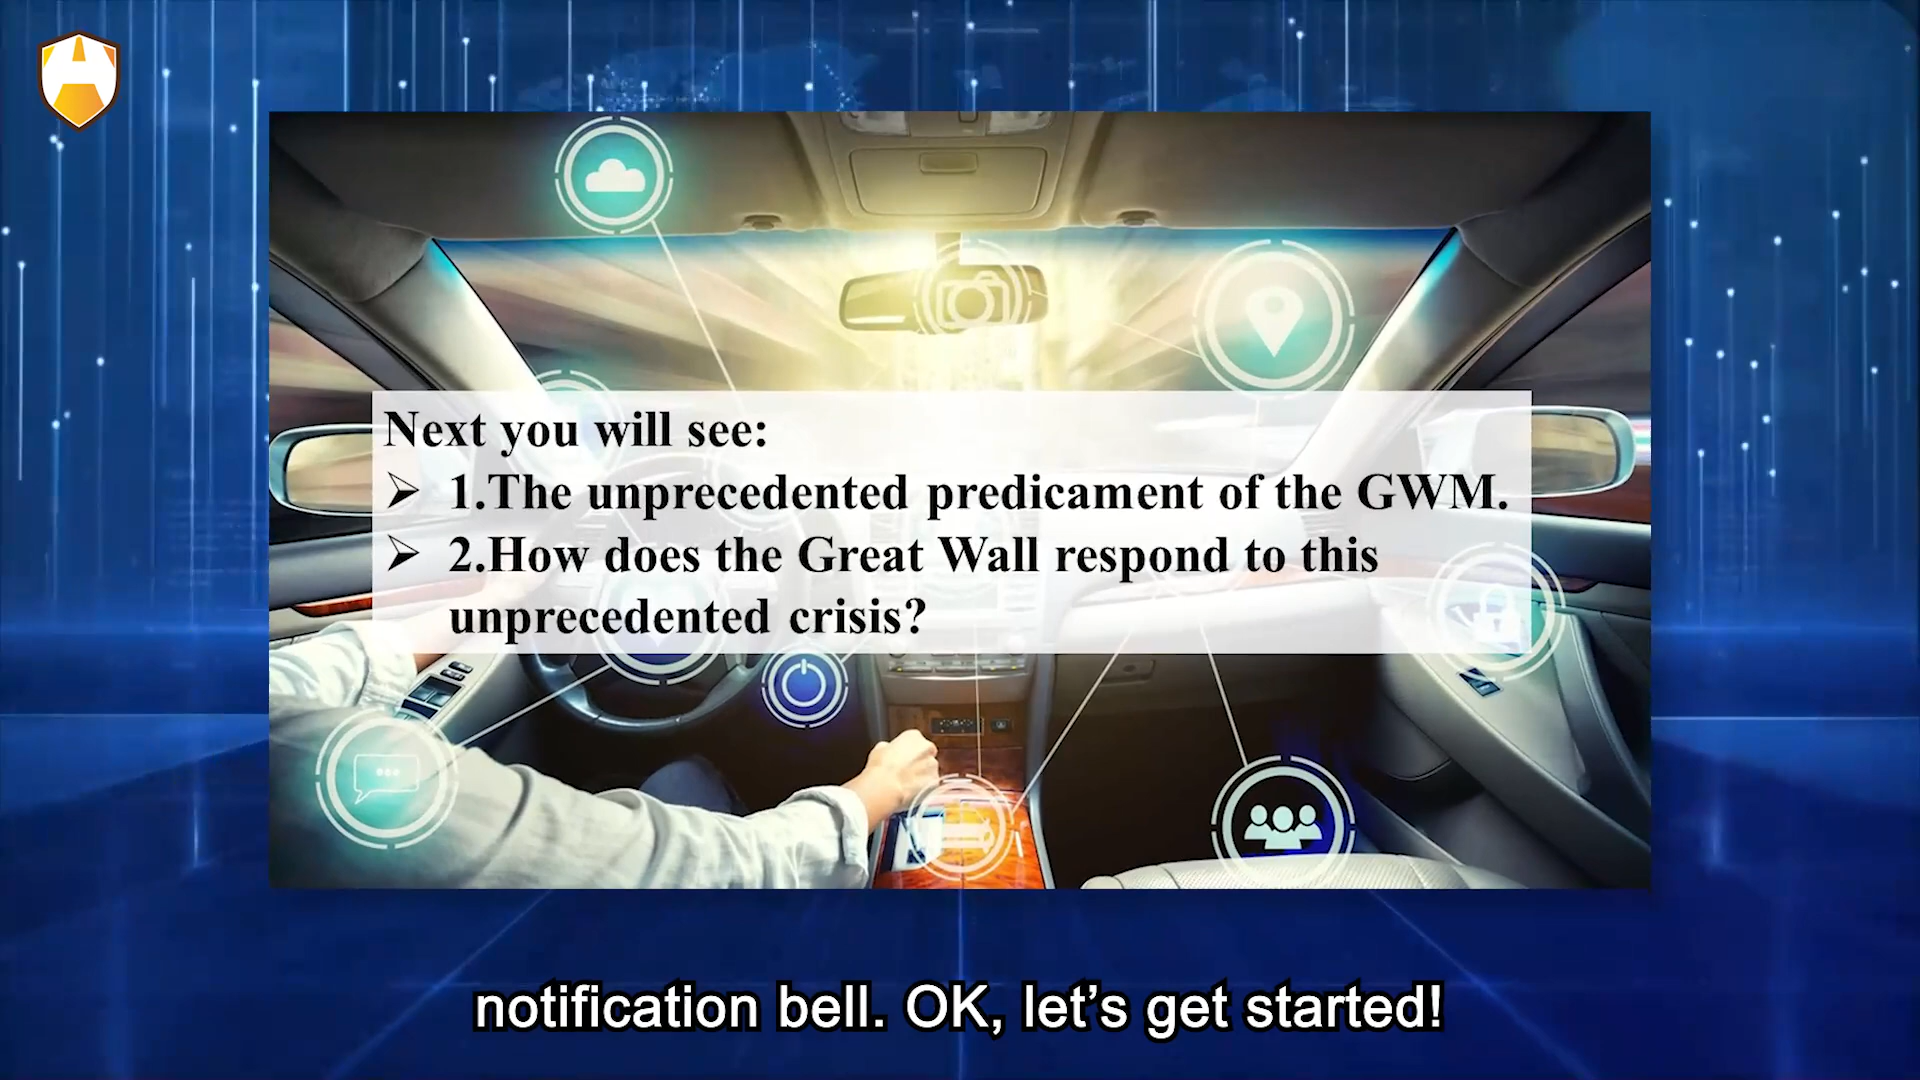 Next you will see:
➢ 1.The unprecedented predicament of the GWM.
➢ 2.How does the Great Wall respond to this
unprecedented crisis?
notification bell. OK, let’s get started!